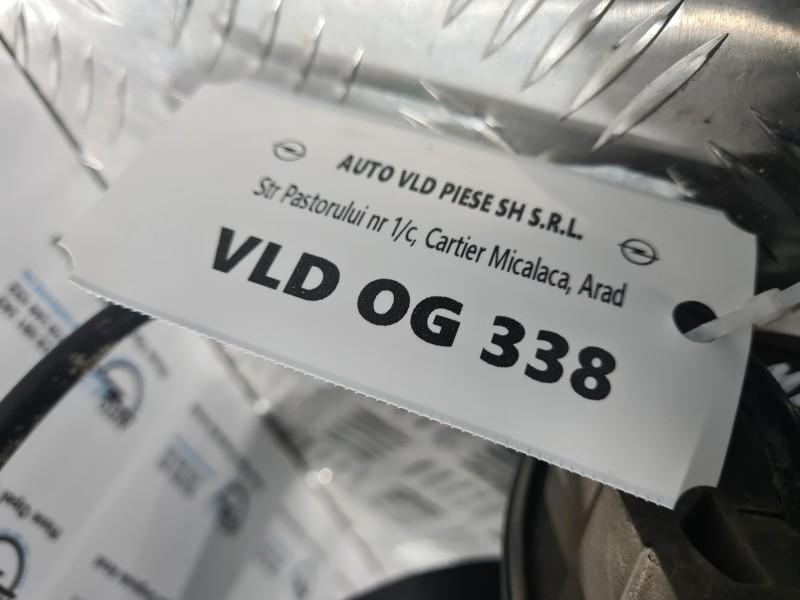 AUTO VLD PIESE SH S.R.L.
Str Pastorului nr 1/c, Cartier Micalaca, Arad
VLD OG 338